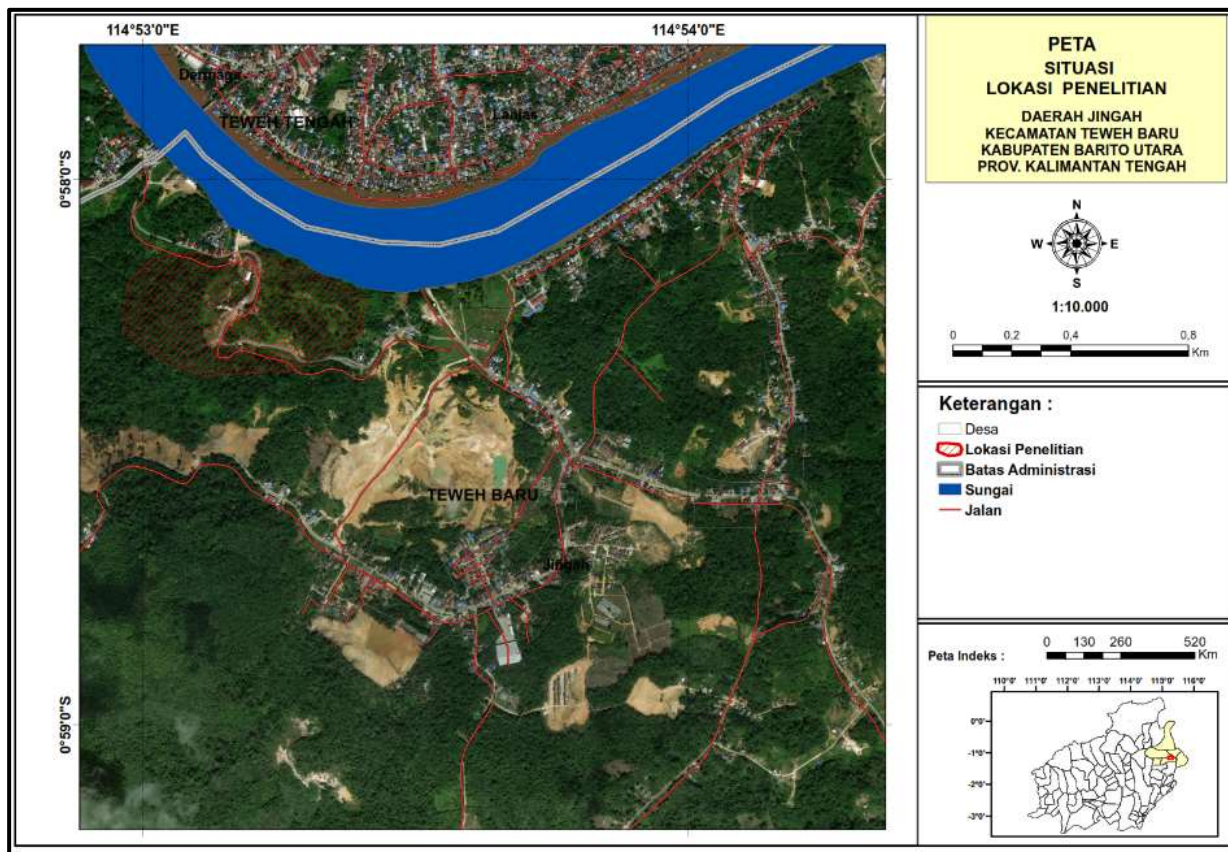 114°53'0"E
114°54'0"E
0°58'0"S
0°59'0"S
Dermaga
TEWEH TENGAH
Lanjas
TEWEH BARU
Jingah
PETA
SITUASI
LOKASI PENELITIAN
DAERAH JINGAH
KECAMATAN TEWEH BARU
KABUPATEN BARITO UTARA
PROV. KALIMANTAN TENGAH
N
W E
S
1:10.000
0 0,2 0,4 0,8
Km
Keterangan :
Desa
Lokasi Penelitian
Batas Administrasi
Sungai
Jalan
Peta Indeks :
0 130 260 520
Km
110°0' 111°0' 112°0' 113°0' 114°0' 115°0' 116°0'
0°0'
-1°0'
-2°0'
-3°0'